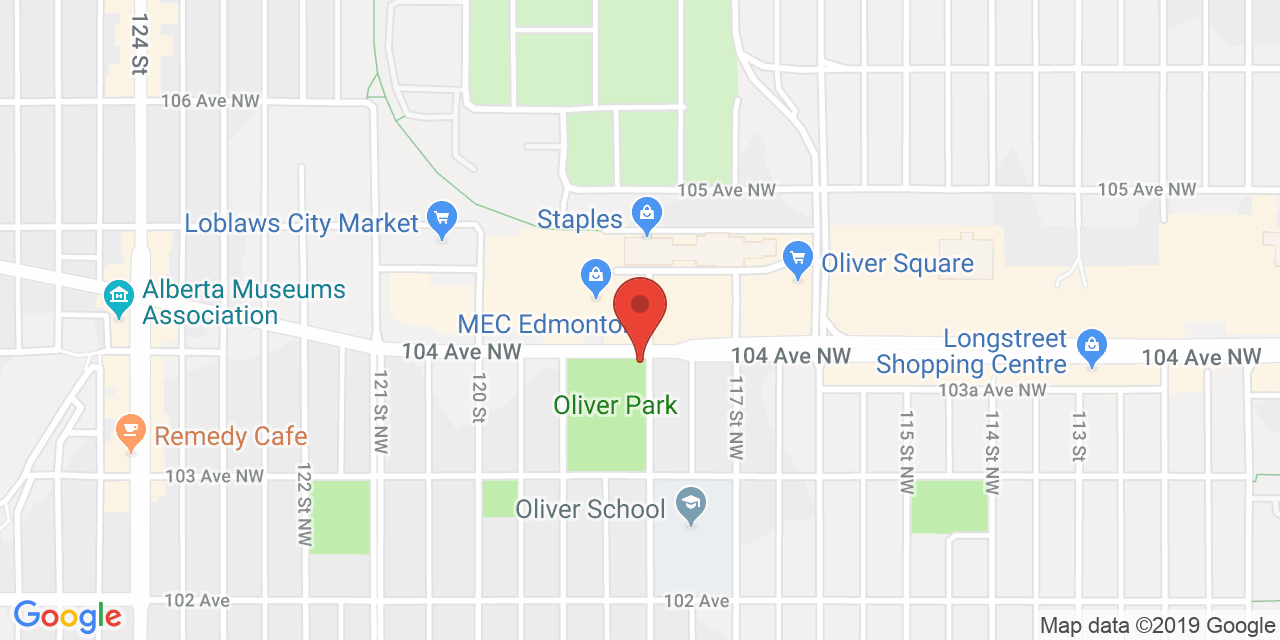 124 St
106 Ave NW
105 Ave NW
105 Ave NW
Staples
Loblaws City Market
Oliver Square
Alberta Museums
Association
MEC Edmonto
Longstreet
Shopping Centre
104 Ave NW
104 Ave NW
104 Ave NW
103a Ave NW
121 St NW
120 St
117 St NW
Oliver Park
115 St NW
114 St NW
113 St
Remedy Cafe
103 Ave NW
122 St NW
Oliver School
102 Ave
102 Ave
Google
Map data ©2019 Google